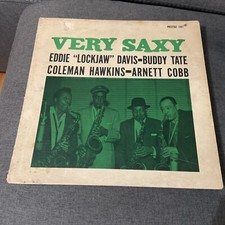 VERY SAXY
EDDIE "LOCKJAW" DAVIS-BUDDY TATE
COLEMAN HAWKINS-ARNETT COBB